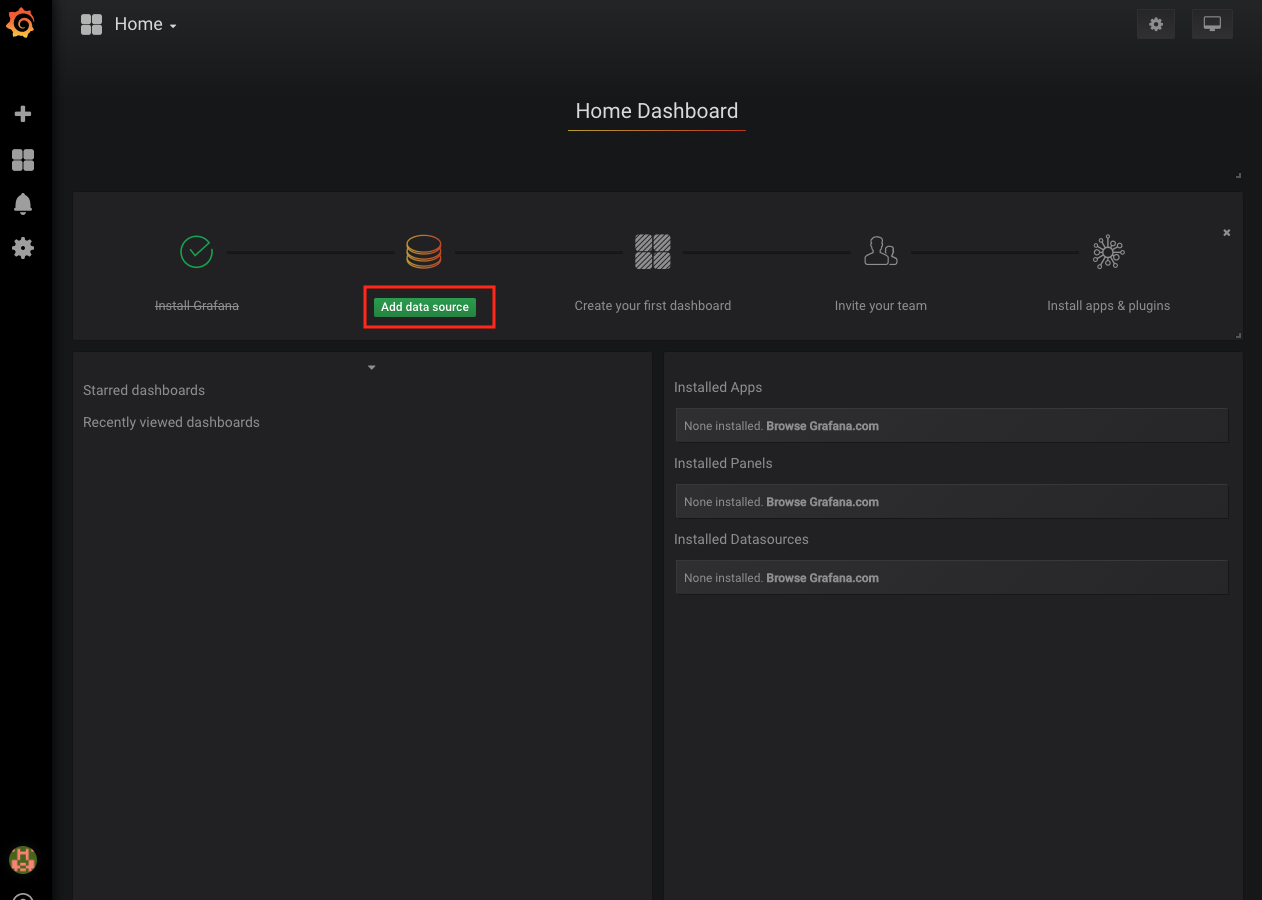 Home
Home Dashboard
Install Grafana
Add data source
Create your first dashboard
Invite your team
Install apps & plugins
Starred dashboards
Recently viewed dashboards
Installed Apps
None installed. Browse Grafana.com
Installed Panels
None installed. Browse Grafana.com
Installed Datasources
None installed. Browse Grafana.com